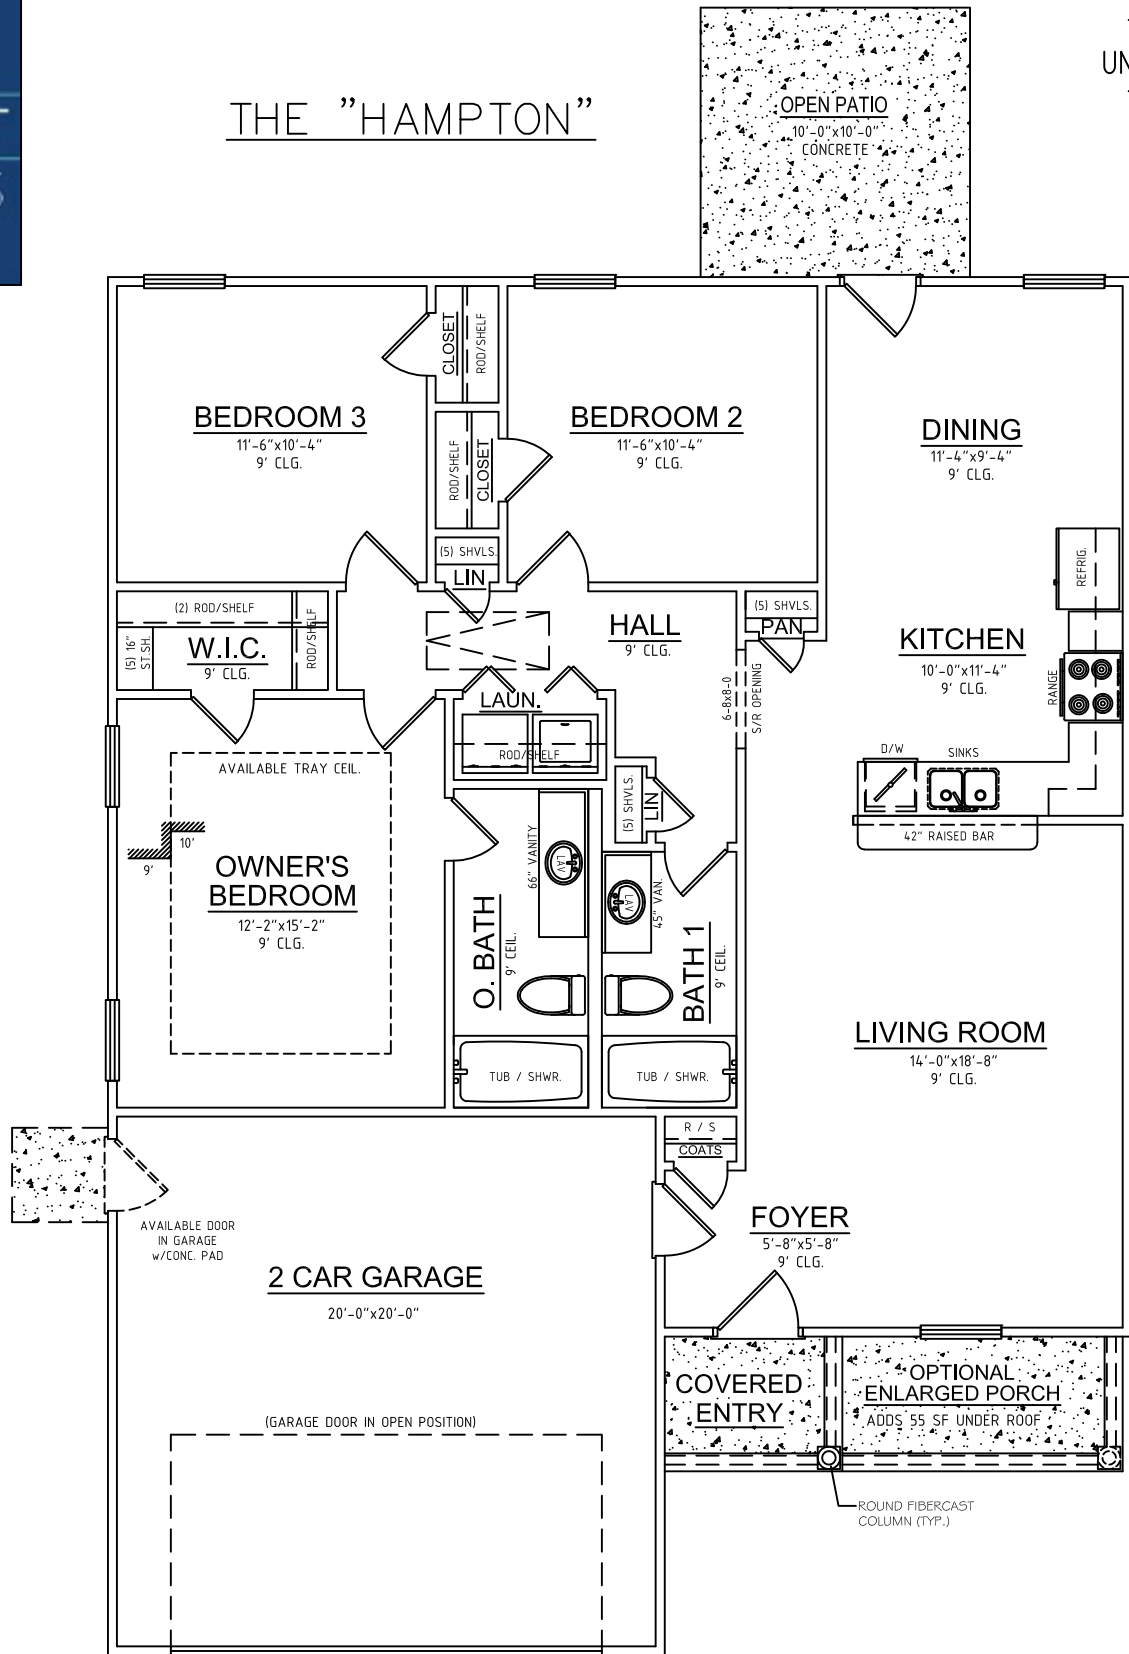 THE "HAMPTON"
UN
OPEN PATIO
10'-0"x10'-0"
CONCRETE
BEDROOM 3
11'-6"x10'-4"
9' CLG.
CLOSET
ROD/SHELF
ROD/SHELF
CLOSET
BEDROOM 2
11'-6"x10'-4"
9' CLG.
DINING
11'-4"x9'-4"
9' CLG.
(5) SHVLS.
LIN
REFRIG.
(2) ROD/SHELF
ROD/SHELF
(5) 16"
ST.SH.
W.I.C.
9' CLG.
HALL
9' CLG.
(5) SHVLS.
PAN
KITCHEN
10'-0"x11'-4"
9' CLG.
RANGE
6-8x8-0
S/R OPENING
LAUN.
ROD/SHELF
D/W
SINKS
42" RAISED BAR
AVAILABLE TRAY CEIL.
10'
9'
(5) SHVLS.
LIN
OWNER'S
BEDROOM
12'-2"x15'-2"
9' CLG.
66" VANITY
LAV
45" VAN.
LAV
O. BATH
9' CEIL.
BATH 1
9' CEIL.
LIVING ROOM
14'-0"x18'-8"
9' CLG.
TUB / SHWR.
TUB / SHWR.
R / S
COATS
AVAILABLE DOOR
IN GARAGE
w/CONC. PAD
FOYER
5'-8"x5'-8"
9' CLG.
2 CAR GARAGE
20'-0"x20'-0"
(GARAGE DOOR IN OPEN POSITION)
COVERED
ENTRY
OPTIONAL
ENLARGED PORCH
ADDS 55 SF UNDER ROOF
ROUND FIBERCAST
COLUMN (TYP.)